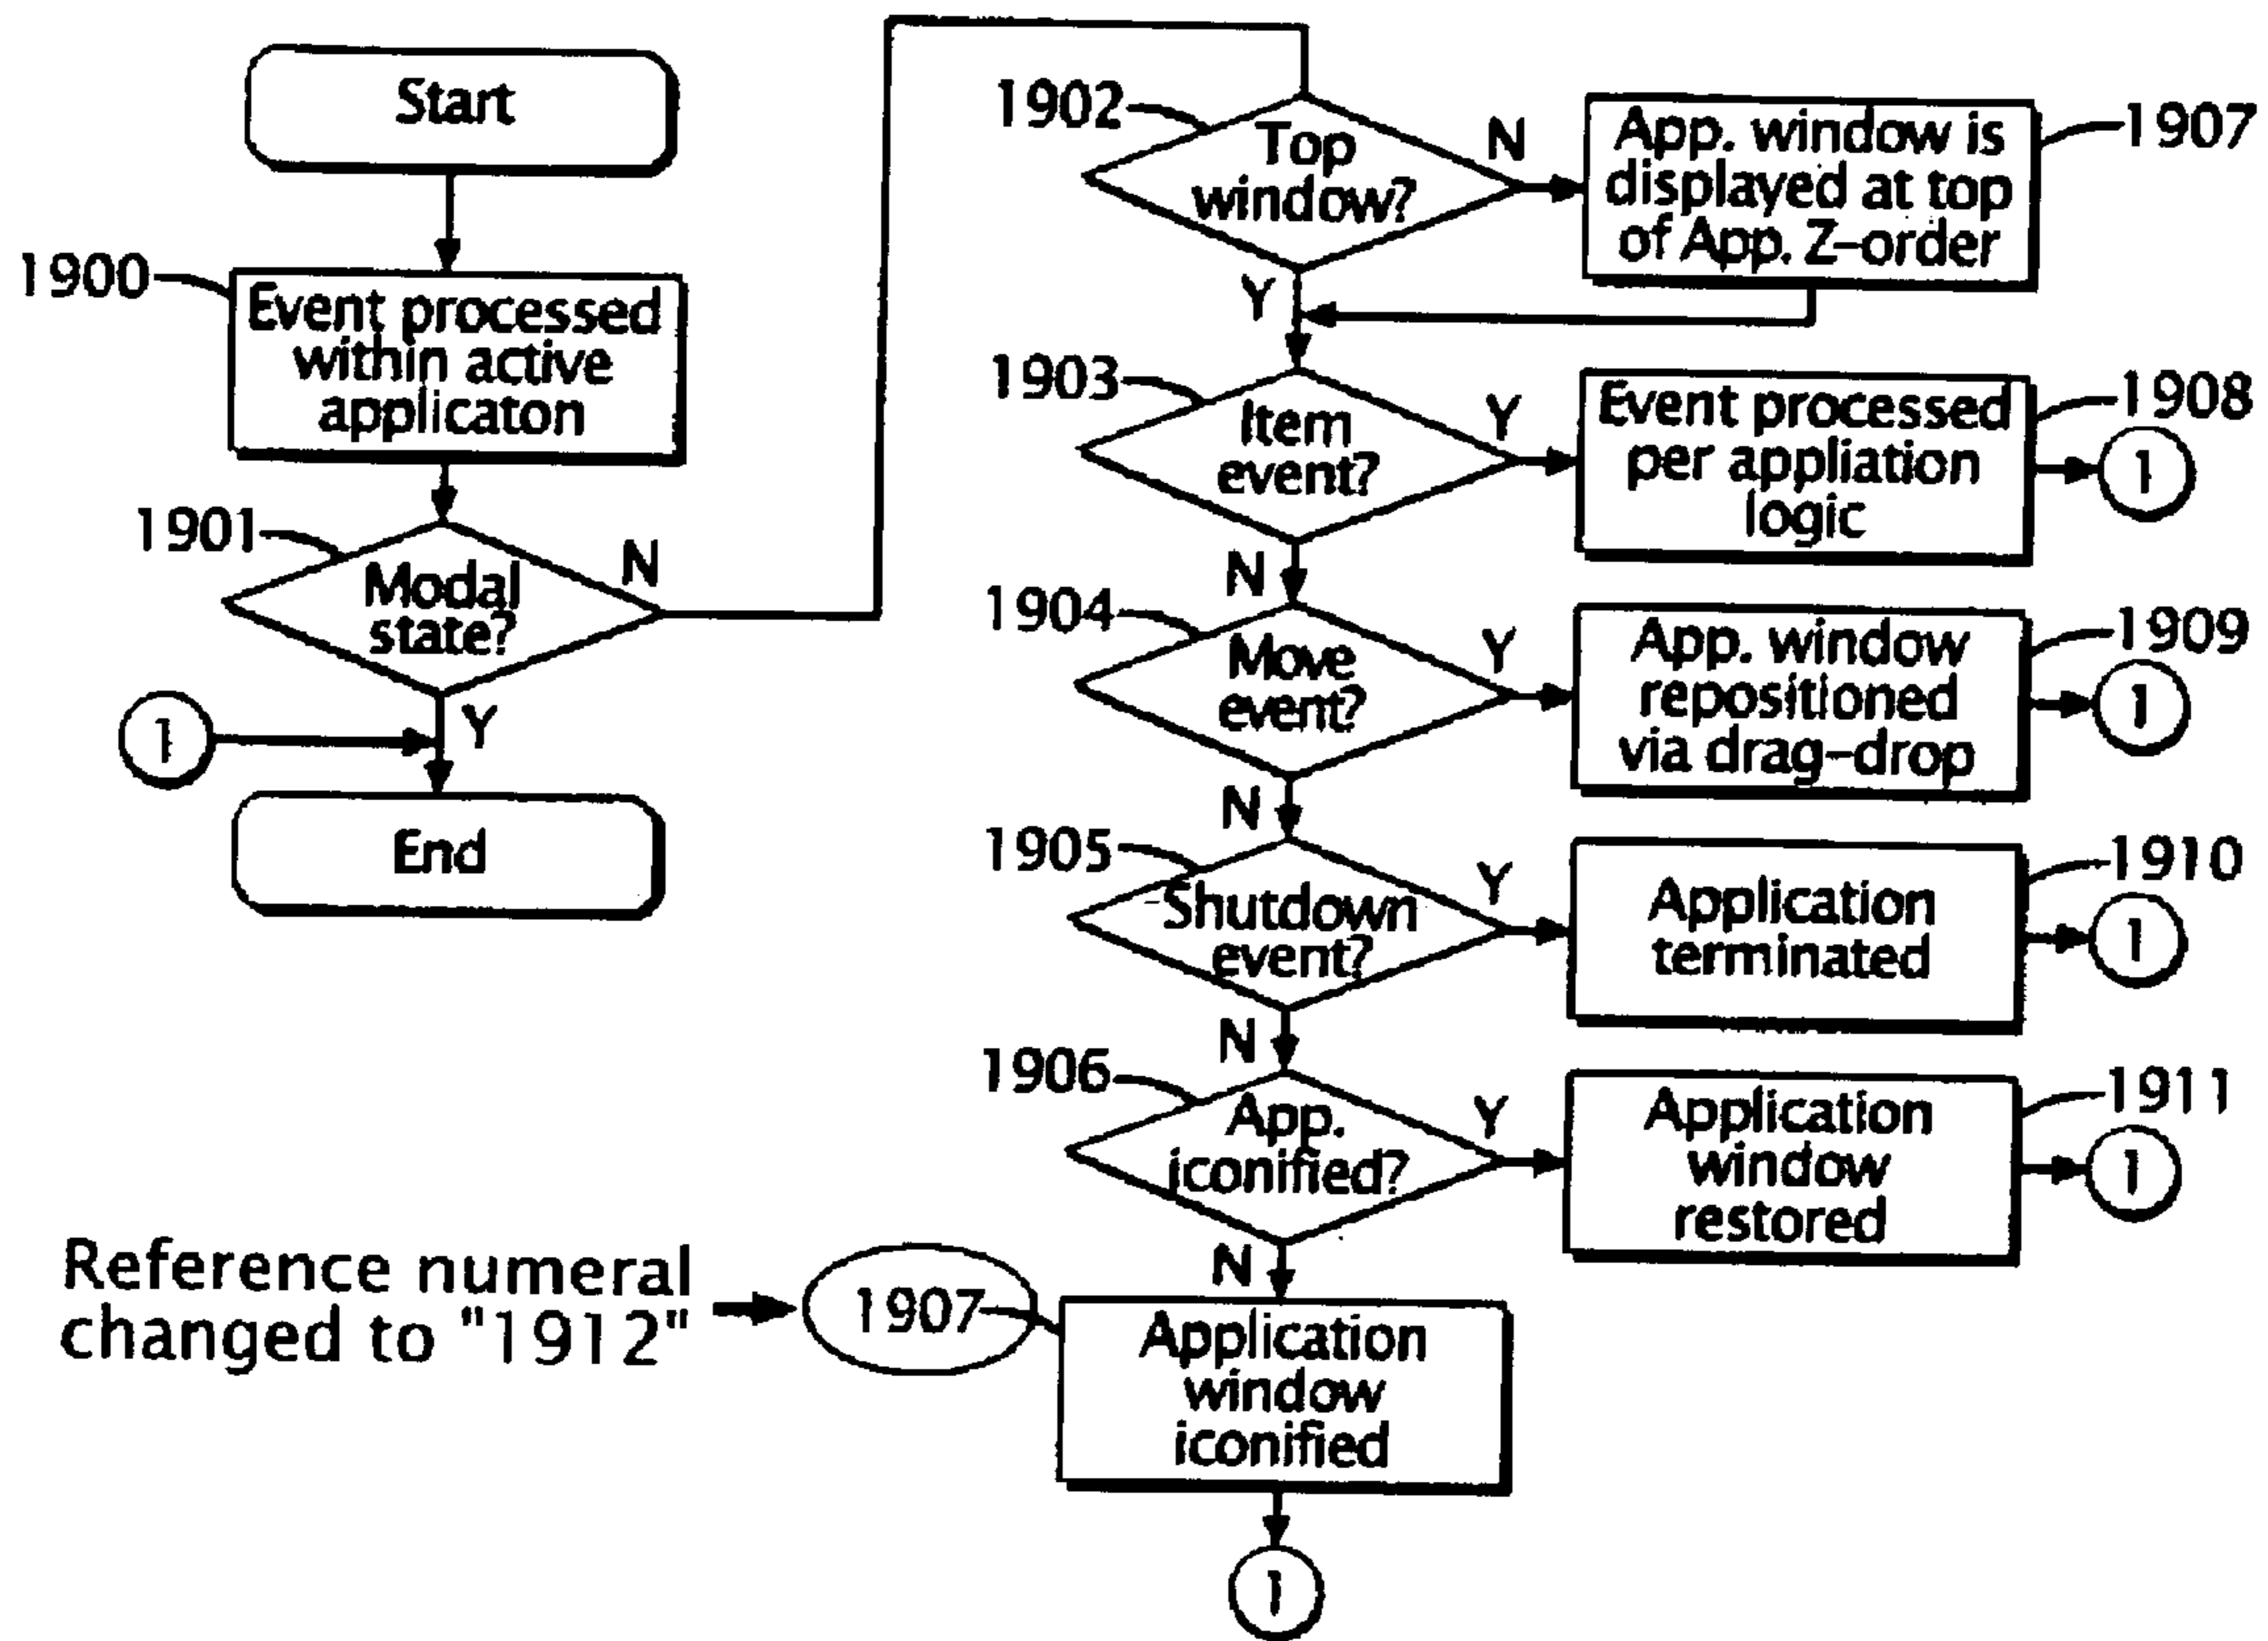 Start
1900
Event processed
within active
applicaton
1901
Modal
state?
N
Y
1
End
1902
Top
window?
N
Y
App. window is
displayed at top
of App. Z-order
1907
1903
Item
event?
Y
N
Event processed
per appliation
logic
1908
1
1904
Move
event?
Y
N
App. window
repositioned
via drag-drop
1909
1
1905
Shutdown
event?
Y
N
Application
terminated
1910
1
1906
App.
iconified?
Y
N
Application
window
restored
1911
1
Reference numeral
changed to "1912"
1907
Application
window
iconified
1